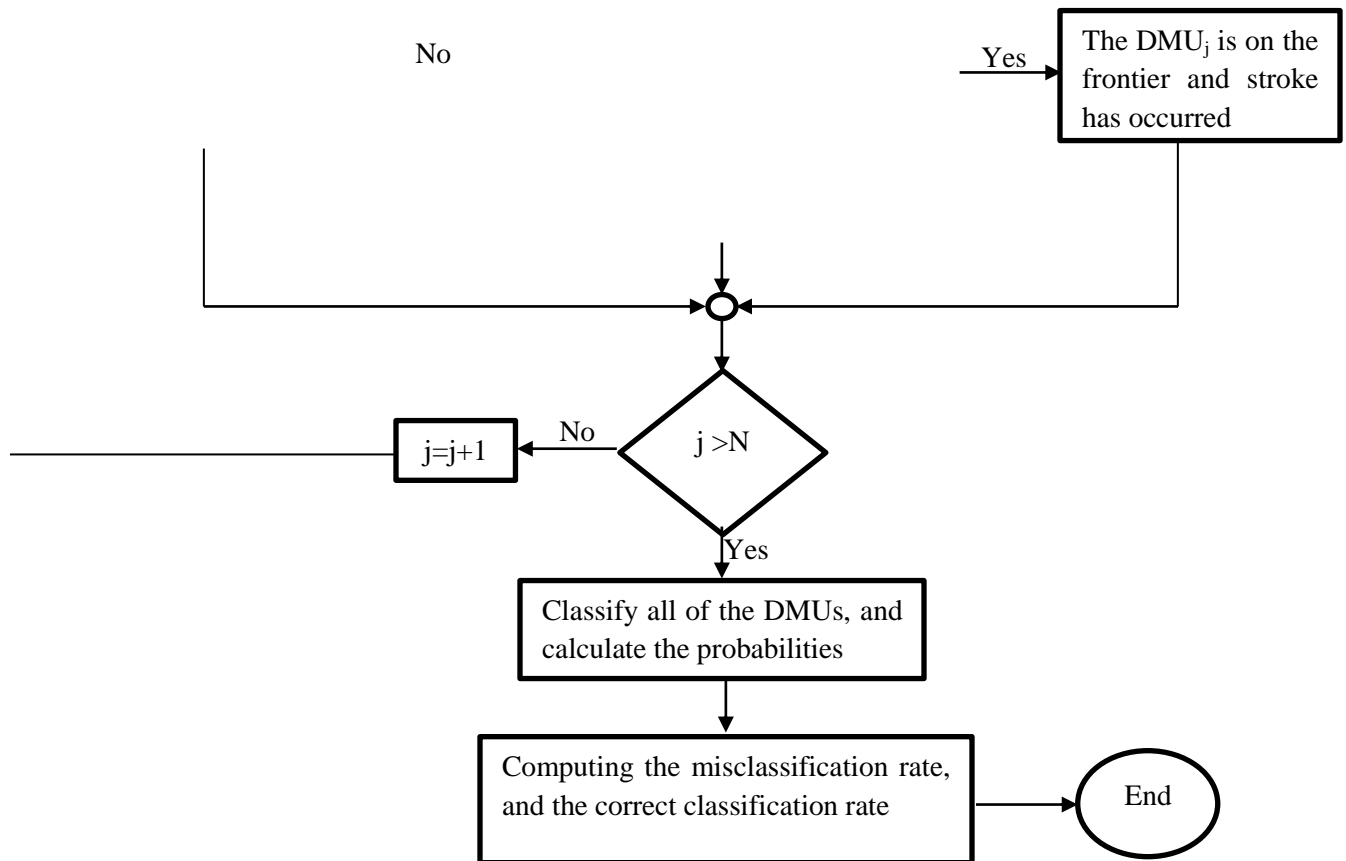 No
Yes
The DMUj is on the
frontier and stroke
has occurred
j >N
No
j=j+1
Yes
Classify all of the DMUs, and
calculate the probabilities
Computing the misclassification rate,
and the correct classification rate
End